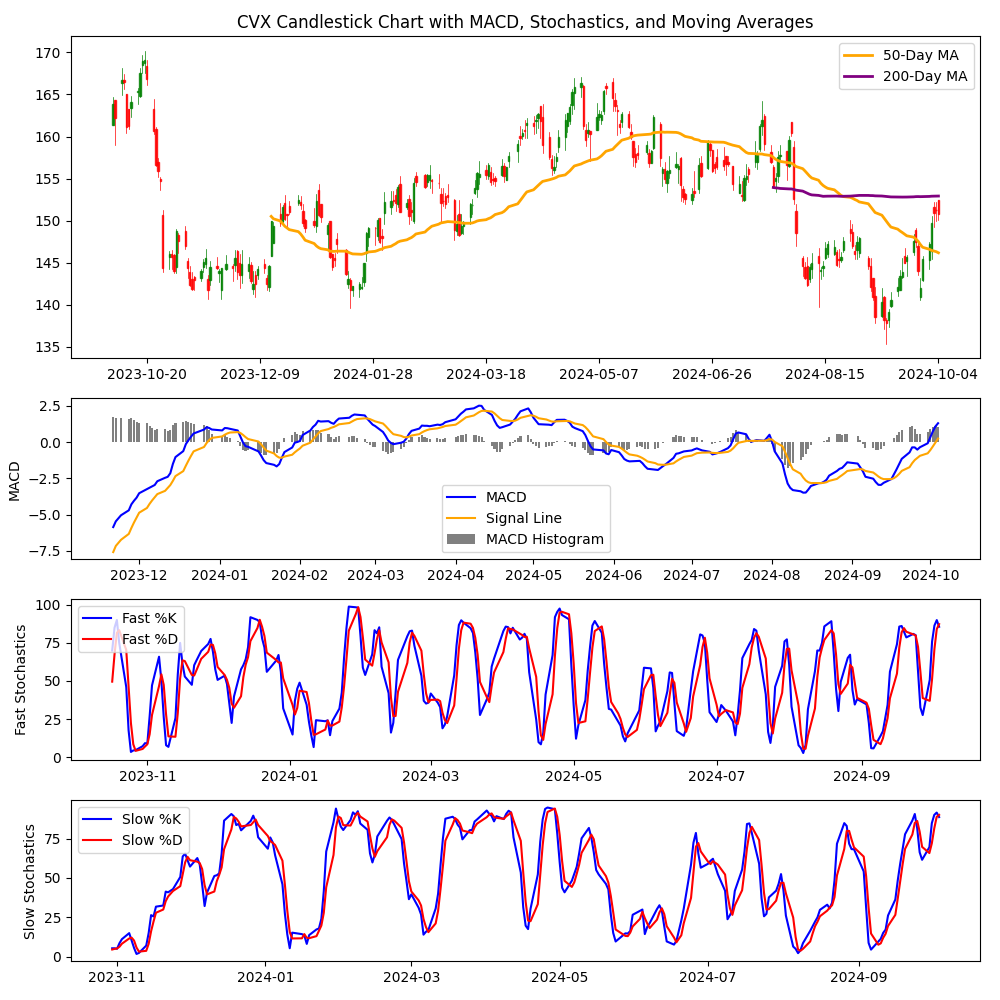 CVX Candlestick Chart with MACD, Stochastics, and Moving Averages
170
165
160
155
150
145
140
135
50-Day MA
200-Day MA
2023-10-20 2023-12-09 2024-01-28 2024-03-18 2024-05-07 2024-06-26 2024-08-15 2024-10-04
MACD
2.5
0.0
−2.5
−5.0
−7.5
MACD
Signal Line
MACD Histogram
2023-12 2024-01 2024-02 2024-03 2024-04 2024-05 2024-06 2024-07 2024-08 2024-09 2024-10
Fast Stochastics
100
75
50
25
0
Fast %K
Fast %D
2023-11 2024-01 2024-03 2024-05 2024-07 2024-09
Slow Stochastics
75
50
25
0
Slow %K
Slow %D
2023-11 2024-01 2024-03 2024-05 2024-07 2024-09